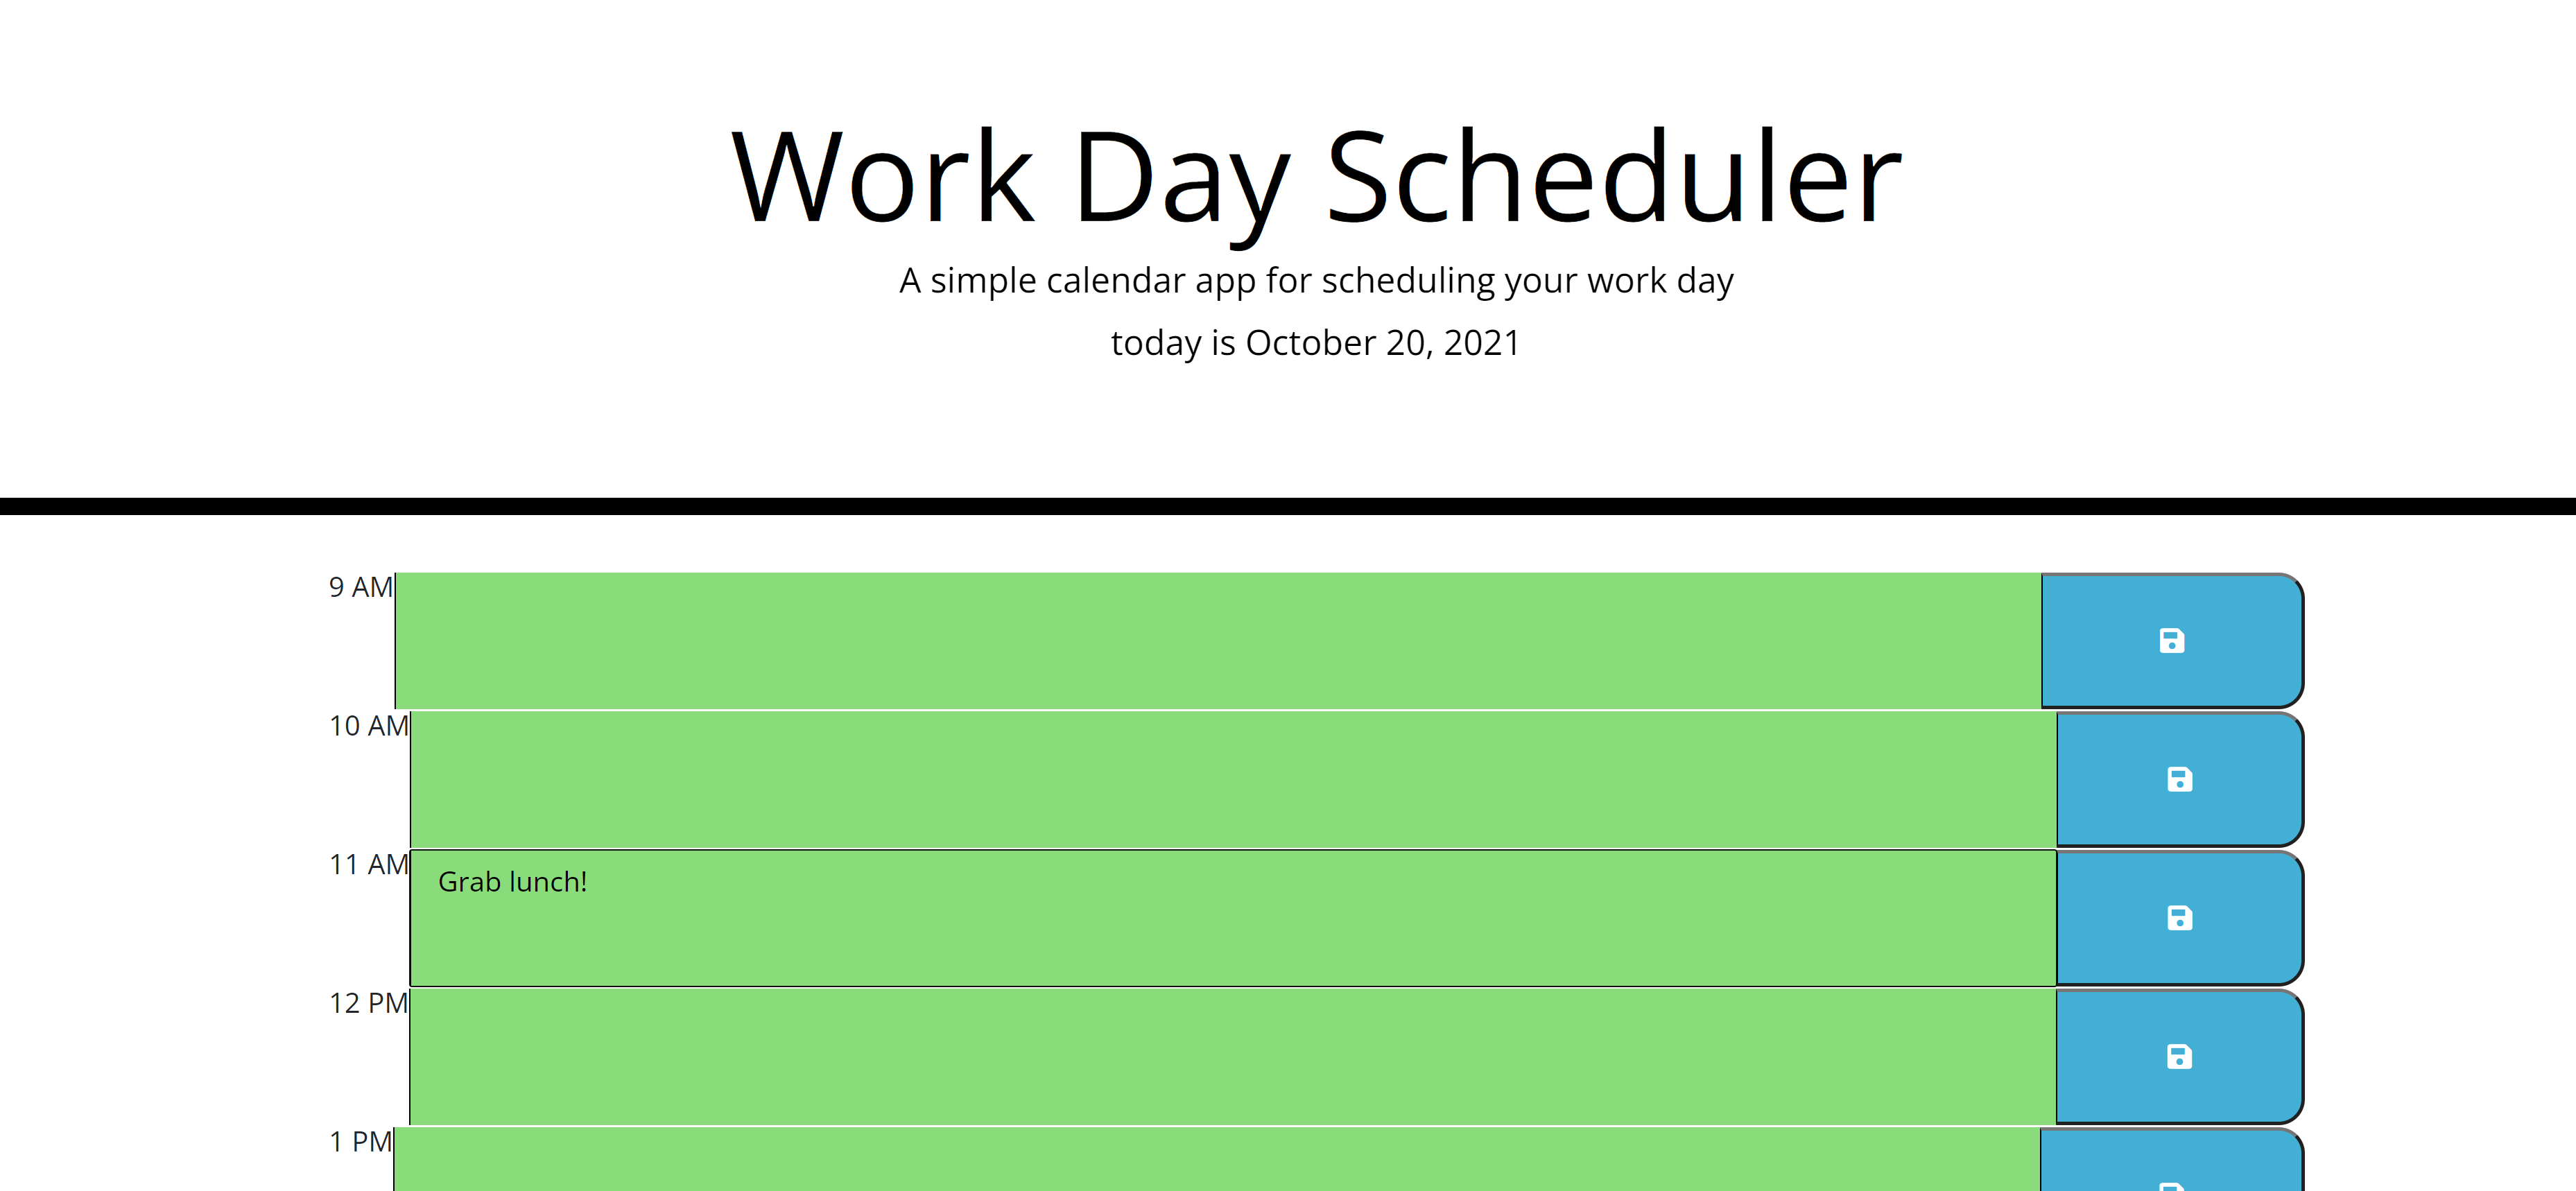 Work Day Scheduler
A simple calendar app for scheduling your work day
today is October 20, 2021
9 AM
10 AM
11 AM
Grab lunch!
12 PM
1 PM